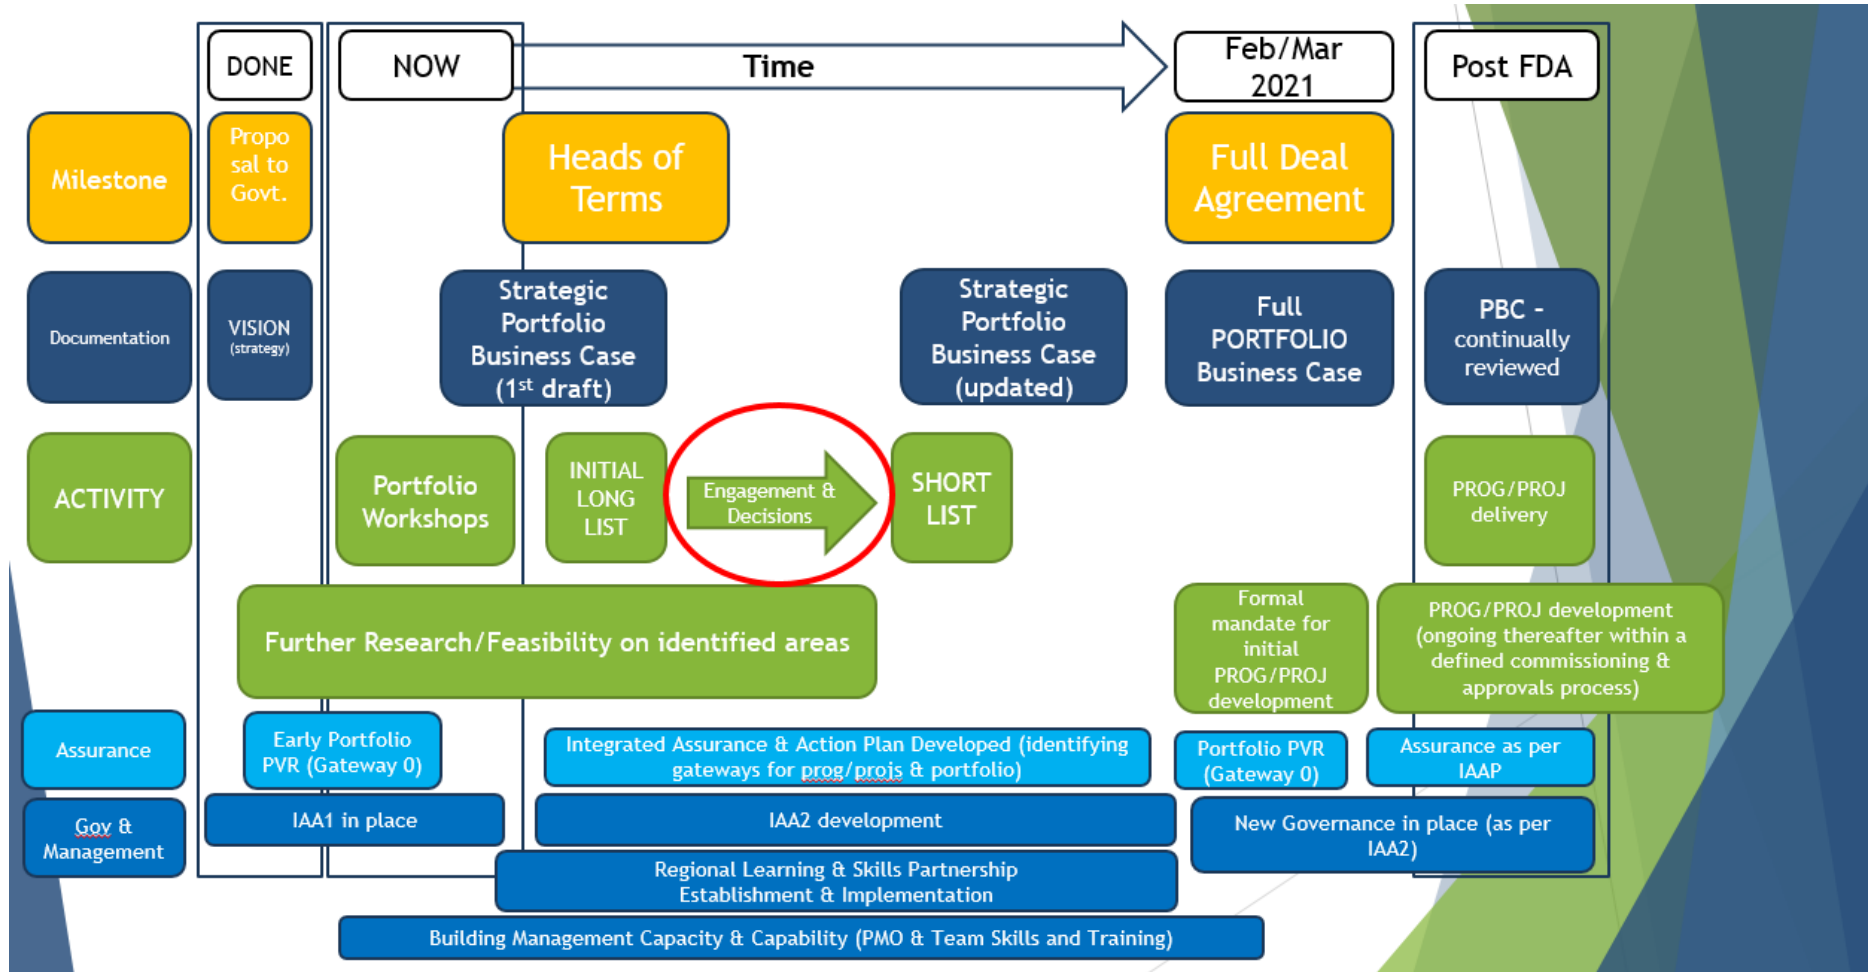 DONE
NOW
Time
Feb/Mar
2021
Post FDA
Milestone
Propo
sal to
Govt.
Heads of
Terms
Full Deal
Agreement
Documentation
VISION
(strategy)
Strategic
Portfolio
Business Case
(1st draft)
Strategic
Portfolio
Business Case
(updated)
Full
PORTFOLIO
Business Case
PBC –
continually
reviewed
ACTIVITY
Portfolio
Workshops
INITIAL
LONG
LIST
Engagement &
Decisions
SHORT
LIST
PROG/PROJ
delivery
Further Research/Feasibility on identified areas
Formal
mandate for
initial
PROG/PROJ
development
PROG/PROJ development
(ongoing thereafter within a
defined commissioning &
approvals process)
Assurance
Early Portfolio
PVR (Gateway 0)
Integrated Assurance & Action Plan Developed (identifying
gateways for prog/projs & portfolio)
Portfolio PVR
(Gateway 0)
Assurance as per
IAAP
Gov &
Management
IAA1 in place
IAA2 development
New Governance in place (as per
IAA2)
Regional Learning & Skills Partnership
Establishment & Implementation
Building Management Capacity & Capability (PMO & Team Skills and Training)